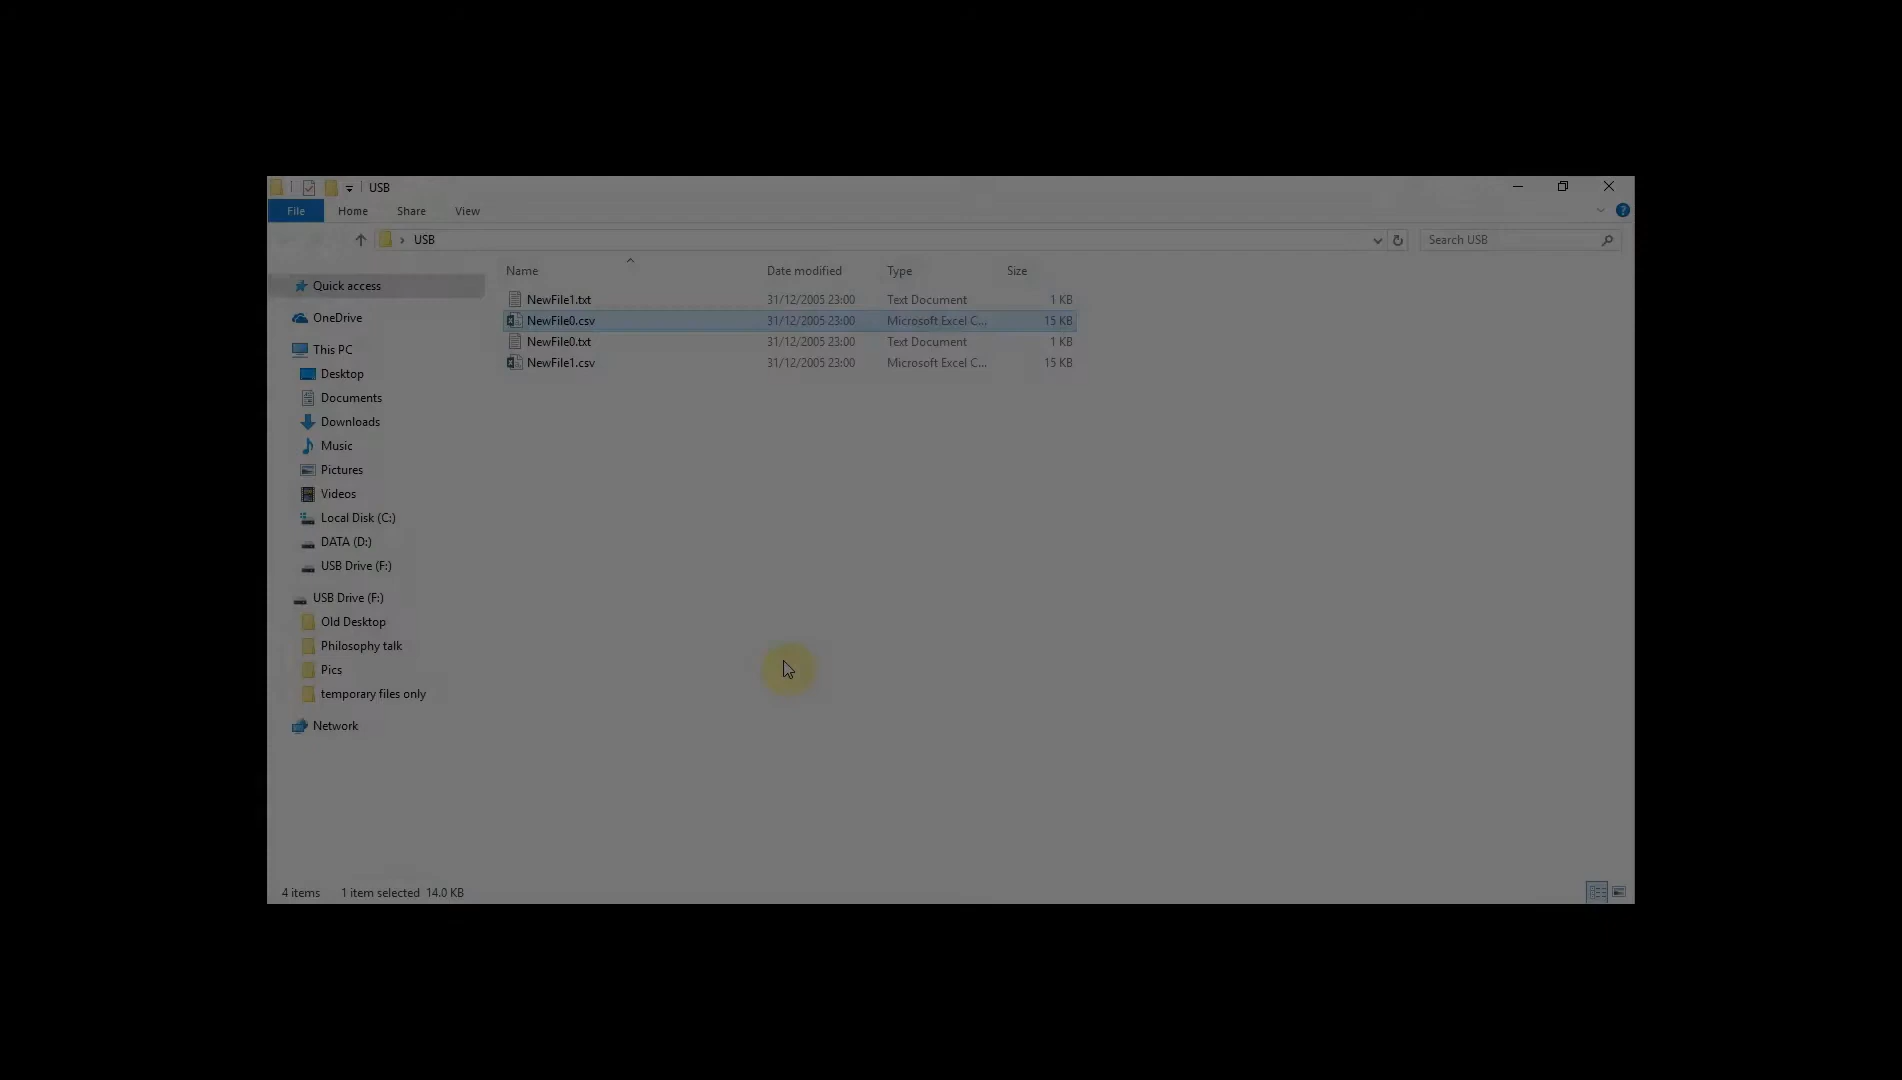 USB
File Home Share View
USB
Search USB
Name Date modified Type Size
NewFile1.txt 31/12/2005 23:00 Text Document 1 KB
NewFile0.csv 31/12/2005 23:00 Microsoft Excel C... 15 KB
NewFile0.txt 31/12/2005 23:00 Text Document 1 KB
NewFile1.csv 31/12/2005 23:00 Microsoft Excel C... 15 KB
Quick access
OneDrive
This PC
Desktop
Documents
Downloads
Music
Pictures
Videos
Local Disk (C:)
DATA (D:)
USB Drive (F:)
USB Drive (F:)
Old Desktop
Philosophy talk
Pics
temporary files only
Network
4 items 1 item selected 14.0 KB